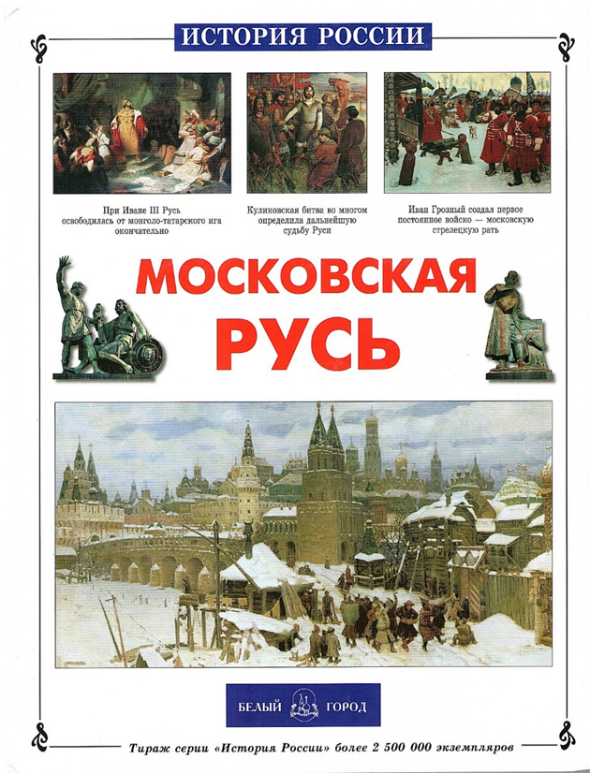 ИСТОРИЯ РОССИИ
При Иване III Русь
освободилась от монголо-татарского ига
окончательно
Куликовская битва во многом
определила дальнейшую
судьбу Руси
Иван Грозный создал первое
постоянное войско — московскую
стрелецкую рать
МОСКОВСКАЯ
РУСЬ
БЕЛЫЙ ГОРОД
Тираж серии «История России» более 2 500 000 экземпляров